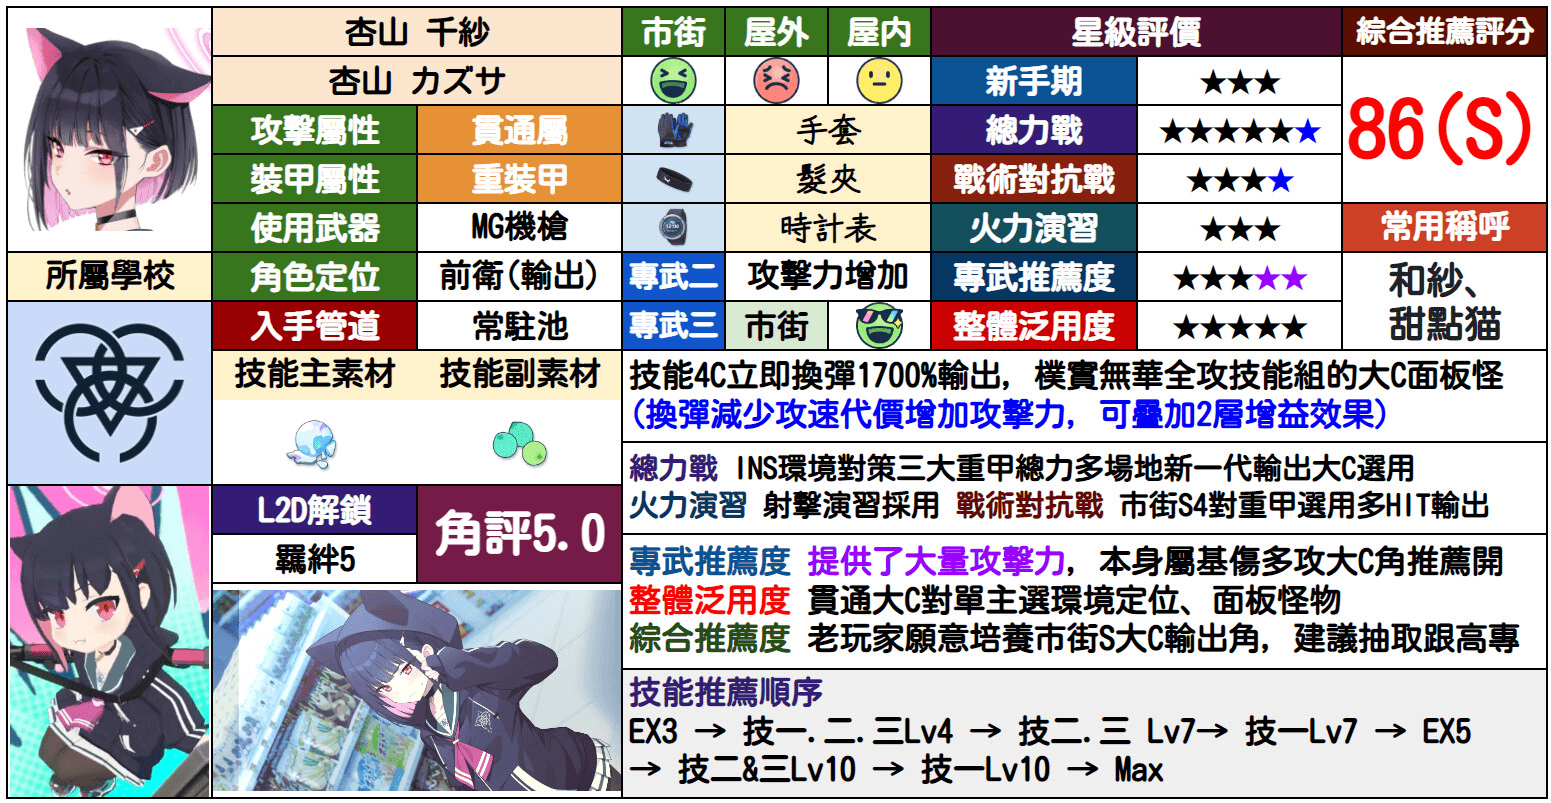 杏山 千紗
杏山 カズサ
市街 屋外 屋内
星級評價
綜合推薦評分
新手期 ★★★
86(S)
攻擊屬性 貫通屬
手套
總力戰 ★★★★★★
裝甲屬性 重裝甲
髮夾
戰術對抗戰 ★★★★
使用武器 MG機槍
時計表
火力演習 ★★★
常用稱呼
所屬學校
角色定位 前衛(輸出)
專武二 攻擊力增加
專武推薦度 ★★★★★
和紗、
甜點猫
入手管道 常駐池
專武三 市街
整體泛用度 ★★★★★
技能主素材 技能副素材
技能4C立即換彈1700%輸出, 樸實無華全攻技能組的大C面板怪
(換彈減少攻速代價增加攻擊力, 可疊加2層增益效果)
總力戰 INS環境對策三大重甲總力多場地新一代輸出大C選用
火力演習 射擊演習採用 戰術對抗戰 市街S4對重甲選用多HIT輸出
L2D解鎖
羈絆5
角評5.0
專武推薦度 提供了大量攻擊力, 本身屬基傷多攻大C角推薦開
整體泛用度 貫通大C對單主選環境定位、面板怪物
綜合推薦度 老玩家願意培養市街S大C輸出角, 建議抽取跟高專
技能推薦順序
EX3 → 技一.二.三Lv4 → 技二.三 Lv7→ 技一Lv7 → EX5
→ 技二&三Lv10 → 技一Lv10 → Max